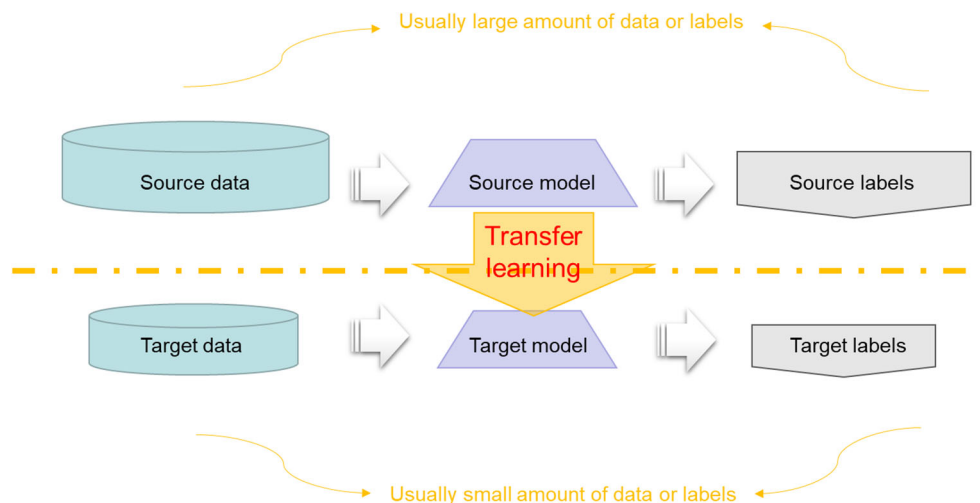 Usually large amount of data or labels
Source data
Source model
Source labels
Transfer
learning
Target data
Target model
Target labels
Usually small amount of data or labels